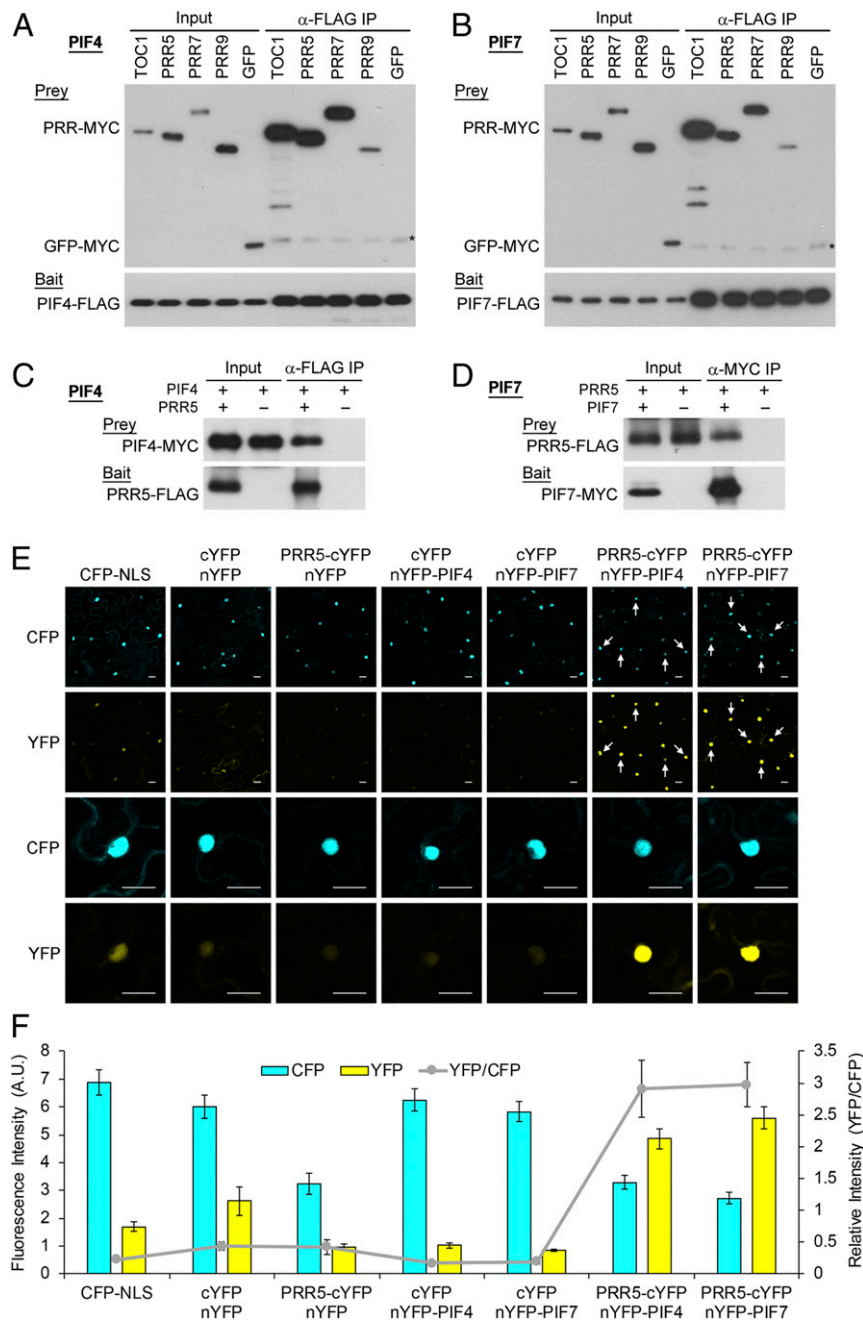 A
PIF4
Input
α-FLAG IP
TOC1 PRR5 PRR7 PRR9 GFP TOC1 PRR5 PRR7 PRR9 GFP
Prey
PRR-MYC
GFP-MYC
*
Bait
PIF4-FLAG
B
PIF7
Input
α-FLAG IP
TOC1 PRR5 PRR7 PRR9 GFP TOC1 PRR5 PRR7 PRR9 GFP
Prey
PRR-MYC
GFP-MYC
*
Bait
PIF7-FLAG
C
PIF4
Input
α-FLAG IP
PIF4 + + + +
PRR5 + − + −
Prey
PIF4-MYC
Bait
PRR5-FLAG
D
PIF7
Input
α-MYC IP
PRR5 + + + +
PIF7 + − + −
Prey
PRR5-FLAG
Bait
PIF7-MYC
E
CFP-NLS
cYFP
nYFP
PRR5-cYFP
nYFP
cYFP
nYFP-PIF4
cYFP
nYFP-PIF7
PRR5-cYFP
nYFP-PIF4
PRR5-cYFP
nYFP-PIF7
CFP
YFP
CFP
YFP
F
Fluorescence Intensity (A.U.)
8
7
6
5
4
3
2
1
0
CFP YFP YFP/CFP
3.5
3
2.5
2
1.5
1
0.5
0
Relative Intensity (YFP/CFP)
CFP-NLS
cYFP
nYFP
PRR5-cYFP
nYFP
cYFP
nYFP-PIF4
cYFP
nYFP-PIF7
PRR5-cYFP
nYFP-PIF4
PRR5-cYFP
nYFP-PIF7